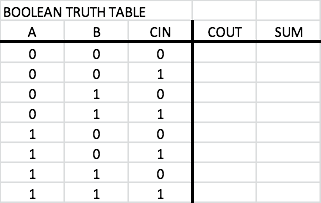 BOOLEAN TRUTH TABLE
A B CIN COUT SUM
0 0 0
0 0 1
0 1 0
0 1 1
1 0 0
1 0 1
1 1 0
1 1 1